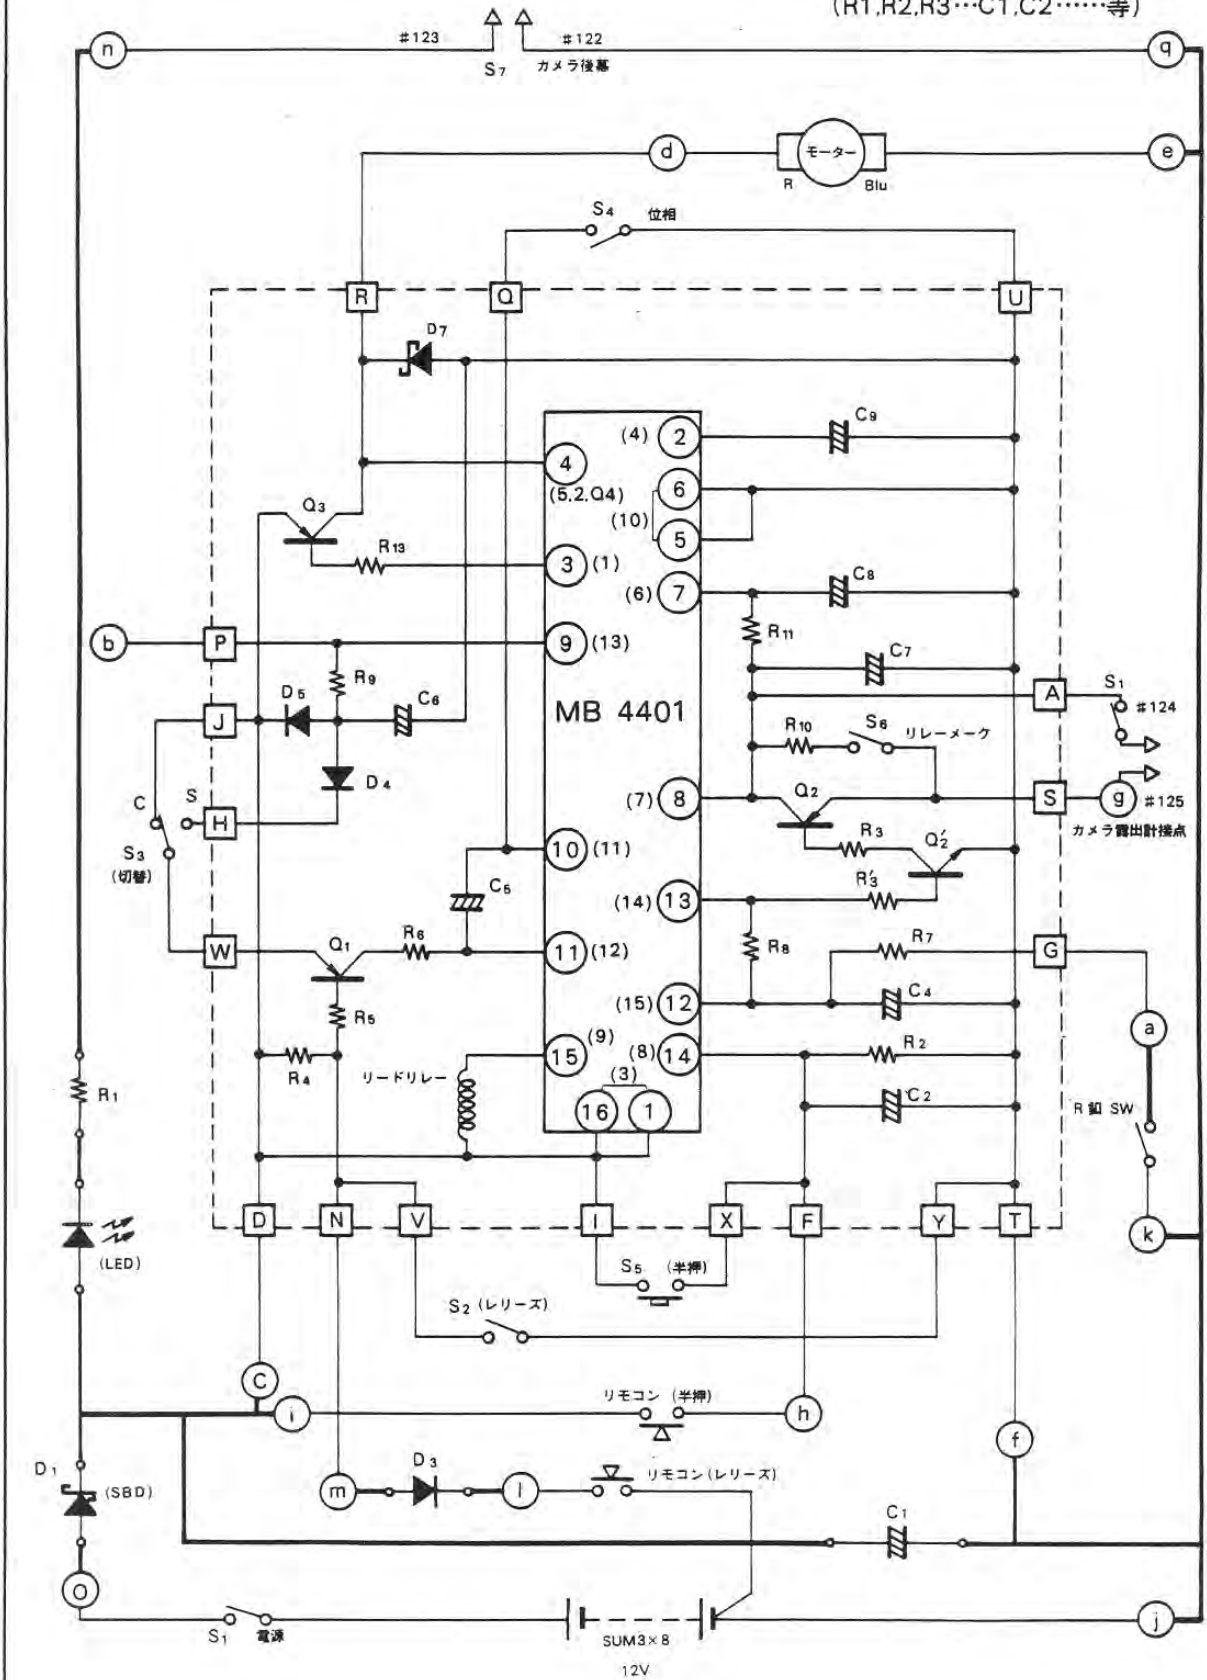 (R1,R2,R3…C1,C2……等)
n
#123
S7
#122
カメラ後幕
q
d
モーター
R
Blu
e
S4
位相
R
Q
U
D7
C9
(4)
2
4
(5,2,Q4)
6
(10)
5
Q3
R13
3
(1)
C8
(6)
7
R11
b
P
9
(13)
R9
C7
D5
C6
J
MB 4401
A
S1
#124
R10
S6
リレーメーク
D4
C
S
H
(7)
8
Q2
S
g
#125
カメラ露出計接点
S3
(切替)
10
(11)
R3
Q2'
C5
(14)
13
R3'
W
Q1
R6
11
(12)
R8
R7
G
R5
(15)
12
C4
a
R4
リードリレー
15
(9)
(8)
14
R2
(3)
16
1
C2
R1
R釦 SW
D
N
V
I
X
F
Y
T
k
(LED)
S5
(半押)
S2(レリーズ)
C
i
リモコン (半押)
h
f
D1
(SBD)
D3
m
l
リモコン(レリーズ)
C1
O
S1
電源
SUM3×8
12V
j